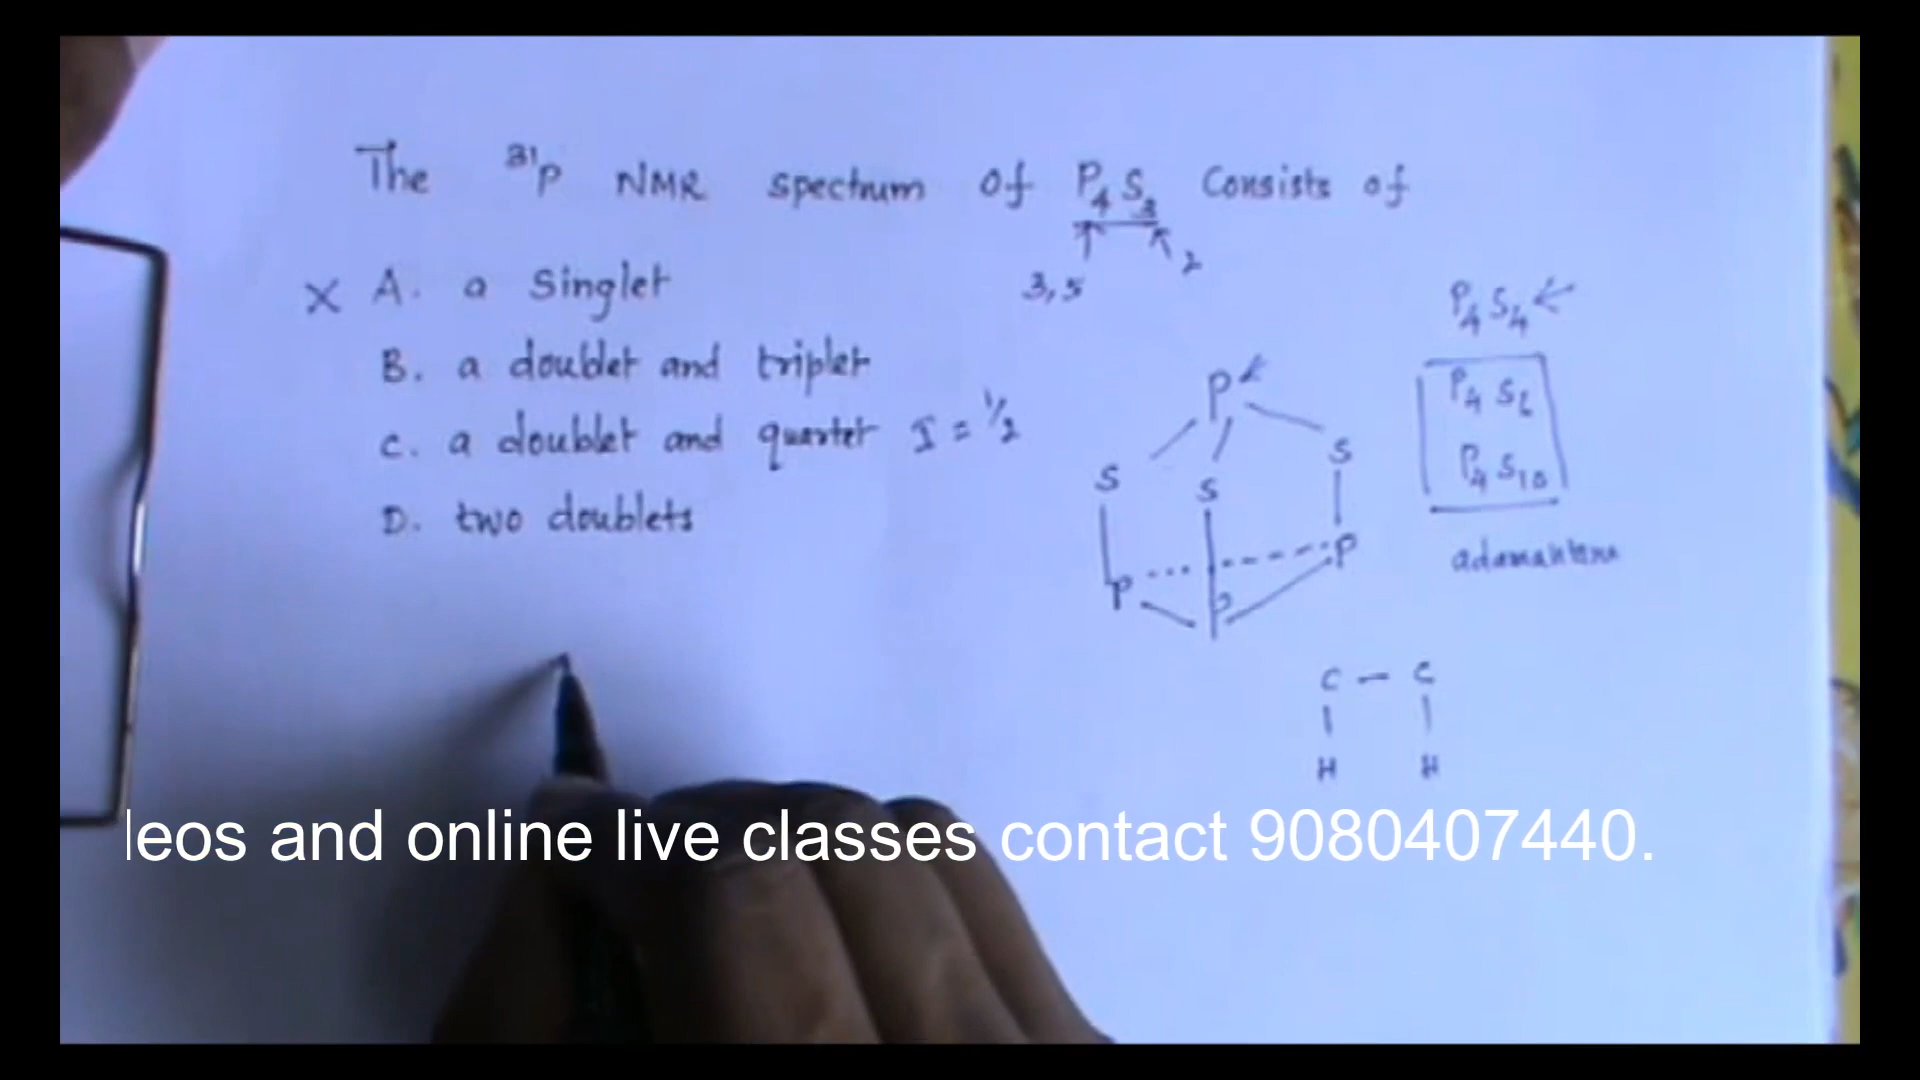 The ³¹P NMR spectrum of P₄S₃ Consists of
3,5
2
X A. a Singlet
B. a doublet and triplet
C. a doublet and quartet I = 1/2
D. two doublets
P₄S₄
P₄S₆
P₄S₁₀
P
S S S
P P P
C - C
H H
leos and online live classes contact 9080407440.